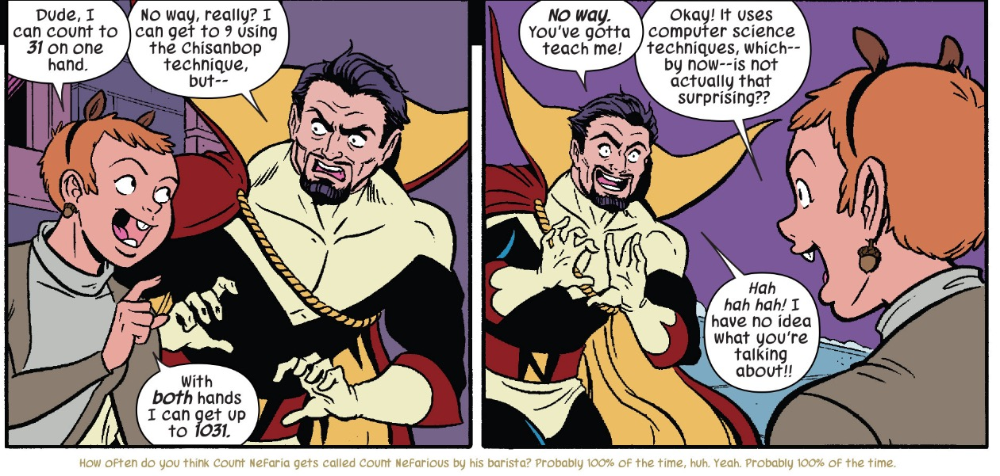 Dude, I
can count to
31 on one
hand.
No way, really? I
can get to 9 using
the Chisanbop
technique,
but--
With
both hands
I can get up
to 1031.
No way.
You've gotta
teach me!
Okay! It uses
computer science
techniques, which--
by now--is not
actually that
surprising??
Hah
hah hah! I
have no idea
what you're
talking
about!!
N
How often do you think Count Nefaria gets called Count Nefarious by his barista? Probably 100% of the time, huh. Yeah. Probably 100% of the time.